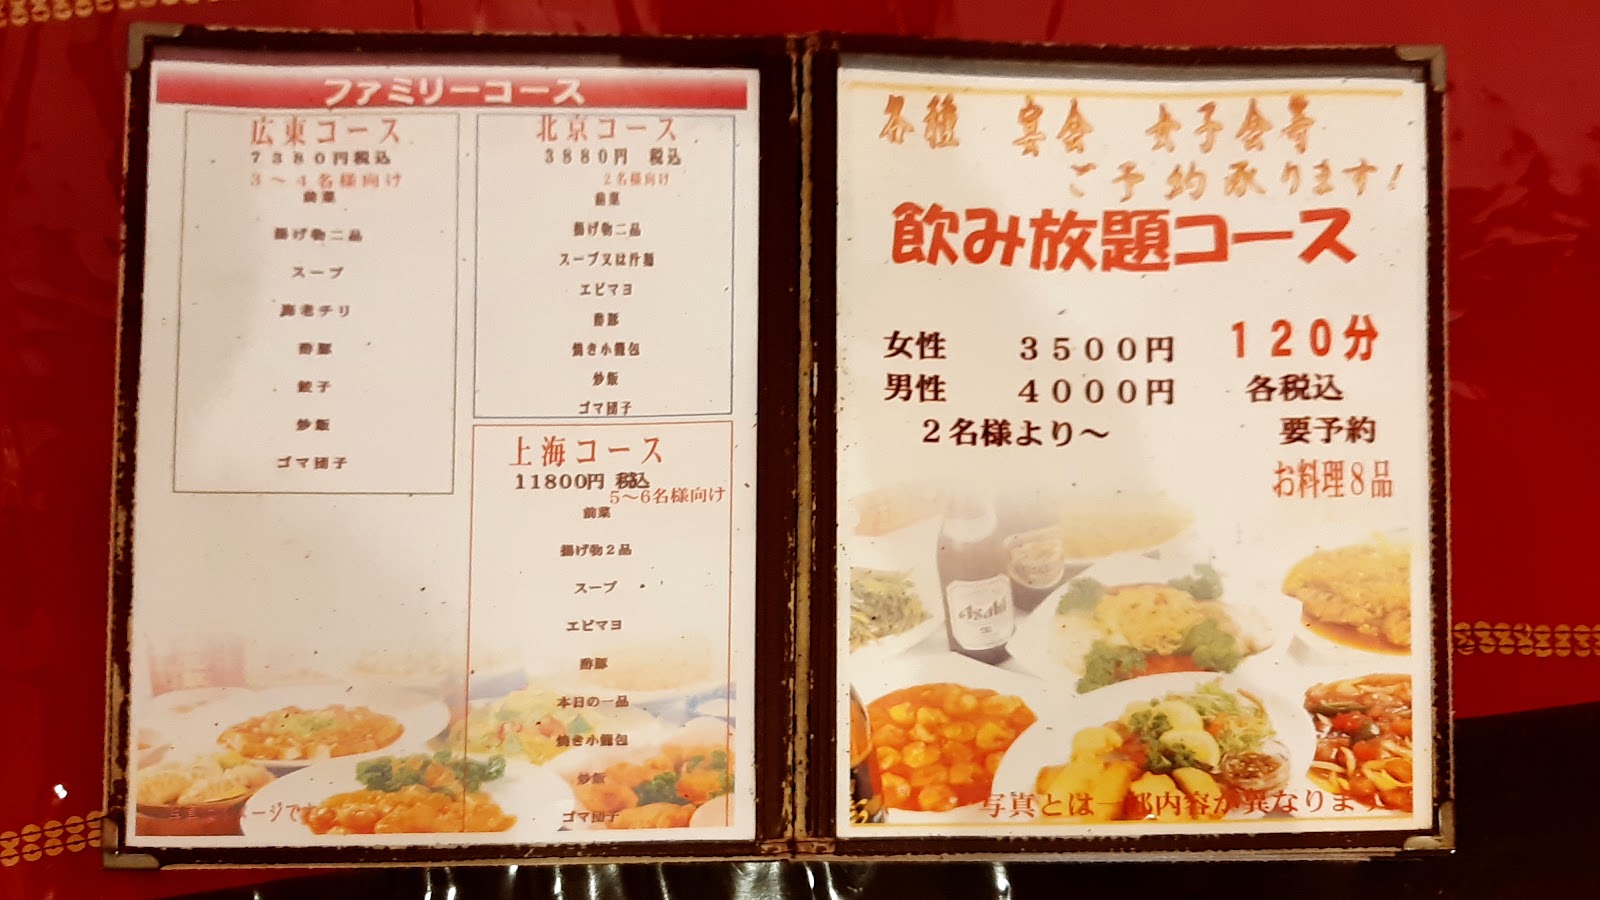 ファミリーコース
広東コース
7380円税込
3～4名様向け
前菜
揚げ物二品
スープ
海老チリ
酢豚
餃子
炒飯
ゴマ団子
北京コース
3880円 税込
2名様向け
前菜
揚げ物二品
スープ又は汁麺
エビマヨ
酢豚
焼き小籠包
炒飯
ゴマ団子
上海コース
11800円 税込
5～6名様向け
前菜
揚げ物2品
スープ
エビマヨ
酢豚
本日の一品
焼き小籠包
炒飯
ゴマ団子
ージです
各種 宴会 女子会等
ご予約承ります!
飲み放題コース
女性 3500円 120分
男性 4000円 各税込
2名様より～ 要予約
お料理8品
Asahi
写真とは一部内容が異なります